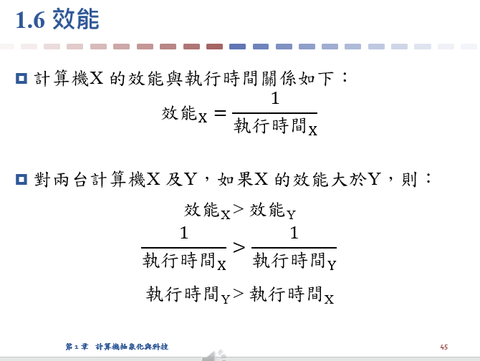 1.6 效能
計算機X 的效能與執行時間關係如下：
效能X = 1/執行時間X
對兩台計算機X 及Y，如果X 的效能大於Y，則：
效能X > 效能Y
1/執行時間X > 1/執行時間Y
執行時間Y > 執行時間X
第 1 章 計算機抽象化與科技 45